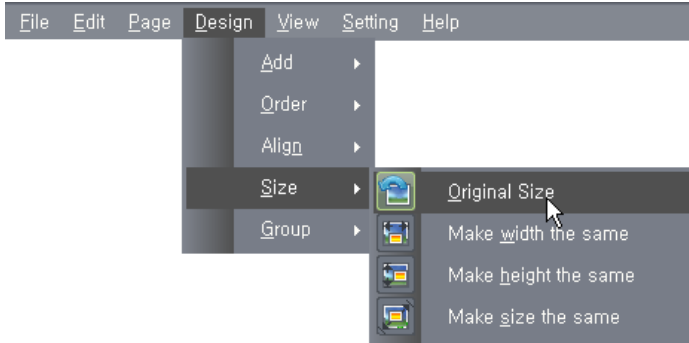 File Edit Page Design View Setting Help
Add
Order
Align
Size
Original Size
Group
Make width the same
Make height the same
Make size the same